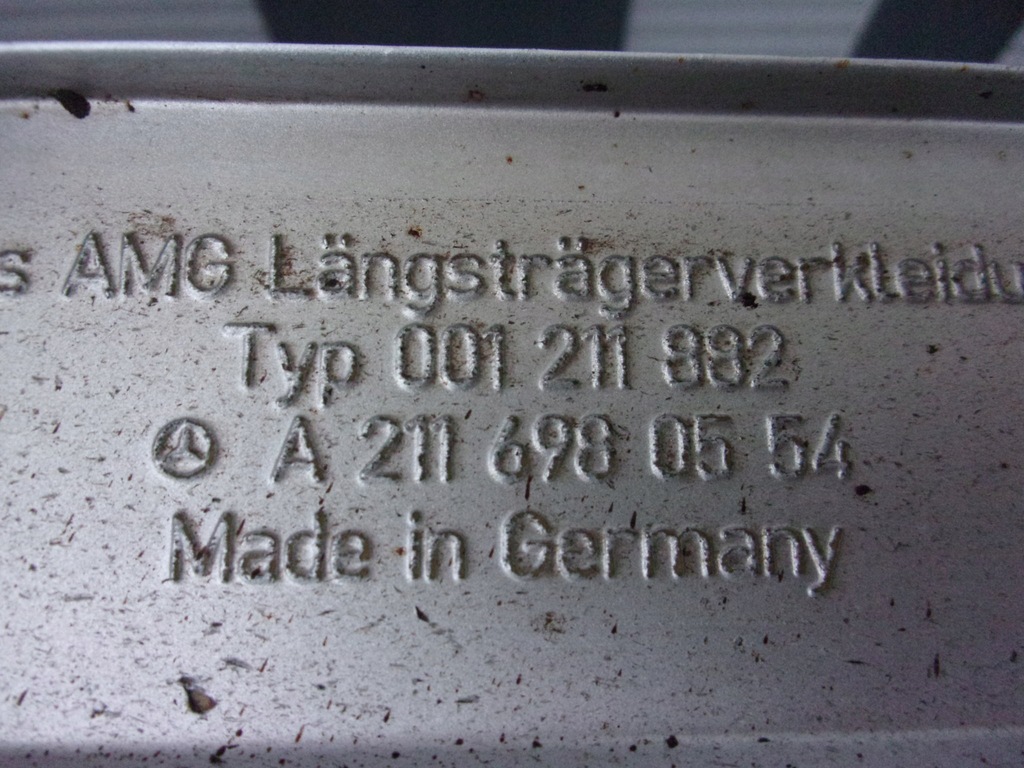 s AMG Längsträgerverkleidu
Typ 001 211 882
A 211 698 05 54
Made in Germany